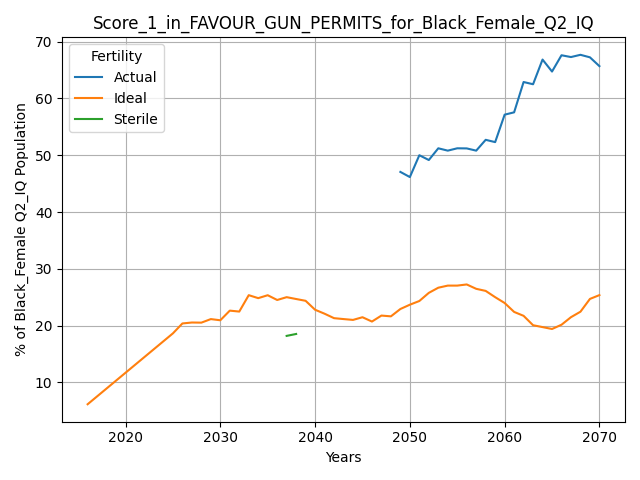 Score_1_in_FAVOUR_GUN_PERMITS_for_Black_Female_Q2_IQ
Fertility
Actual
Ideal
Sterile
% of Black_Female Q2_IQ Population
70
60
50
40
30
20
10
2020 2030 2040 2050 2060 2070
Years